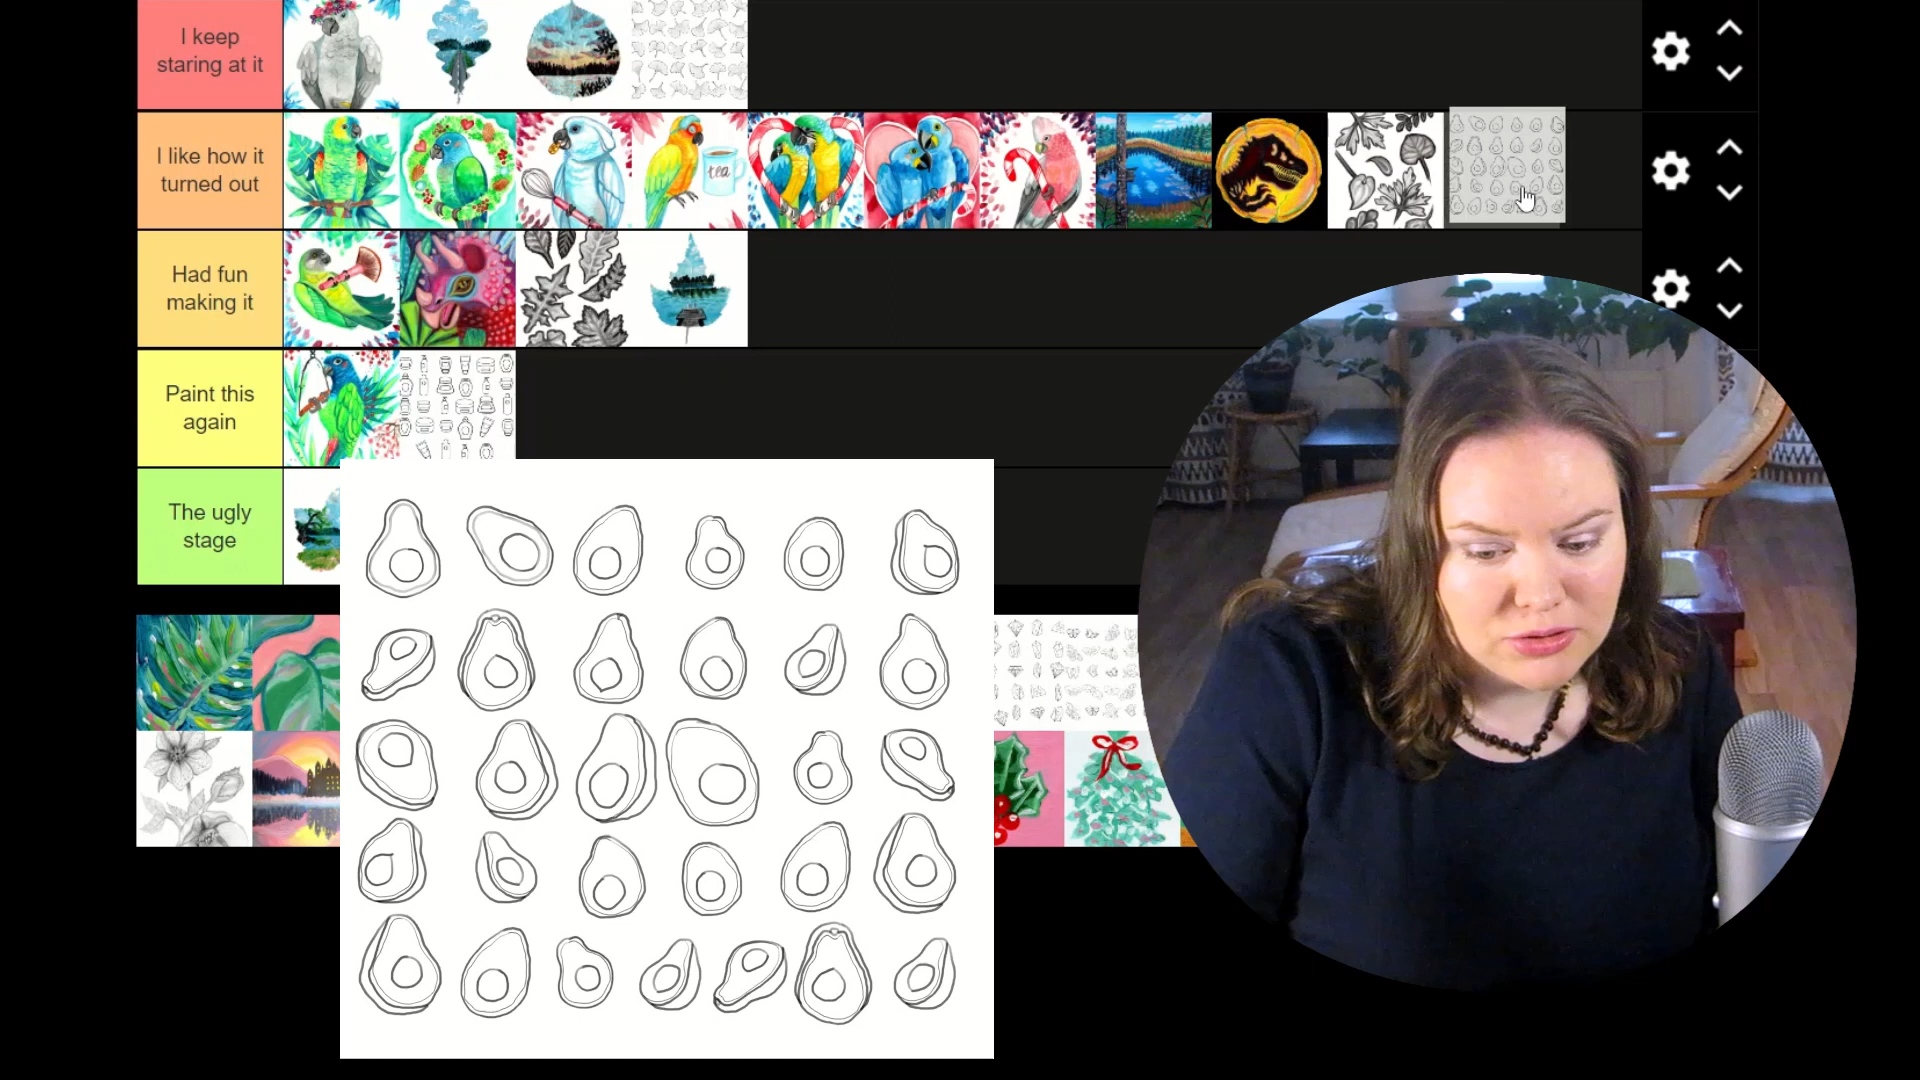 I keep
staring at it
I like how it
turned out
tea
Had fun
making it
Paint this
again
The ugly
stage